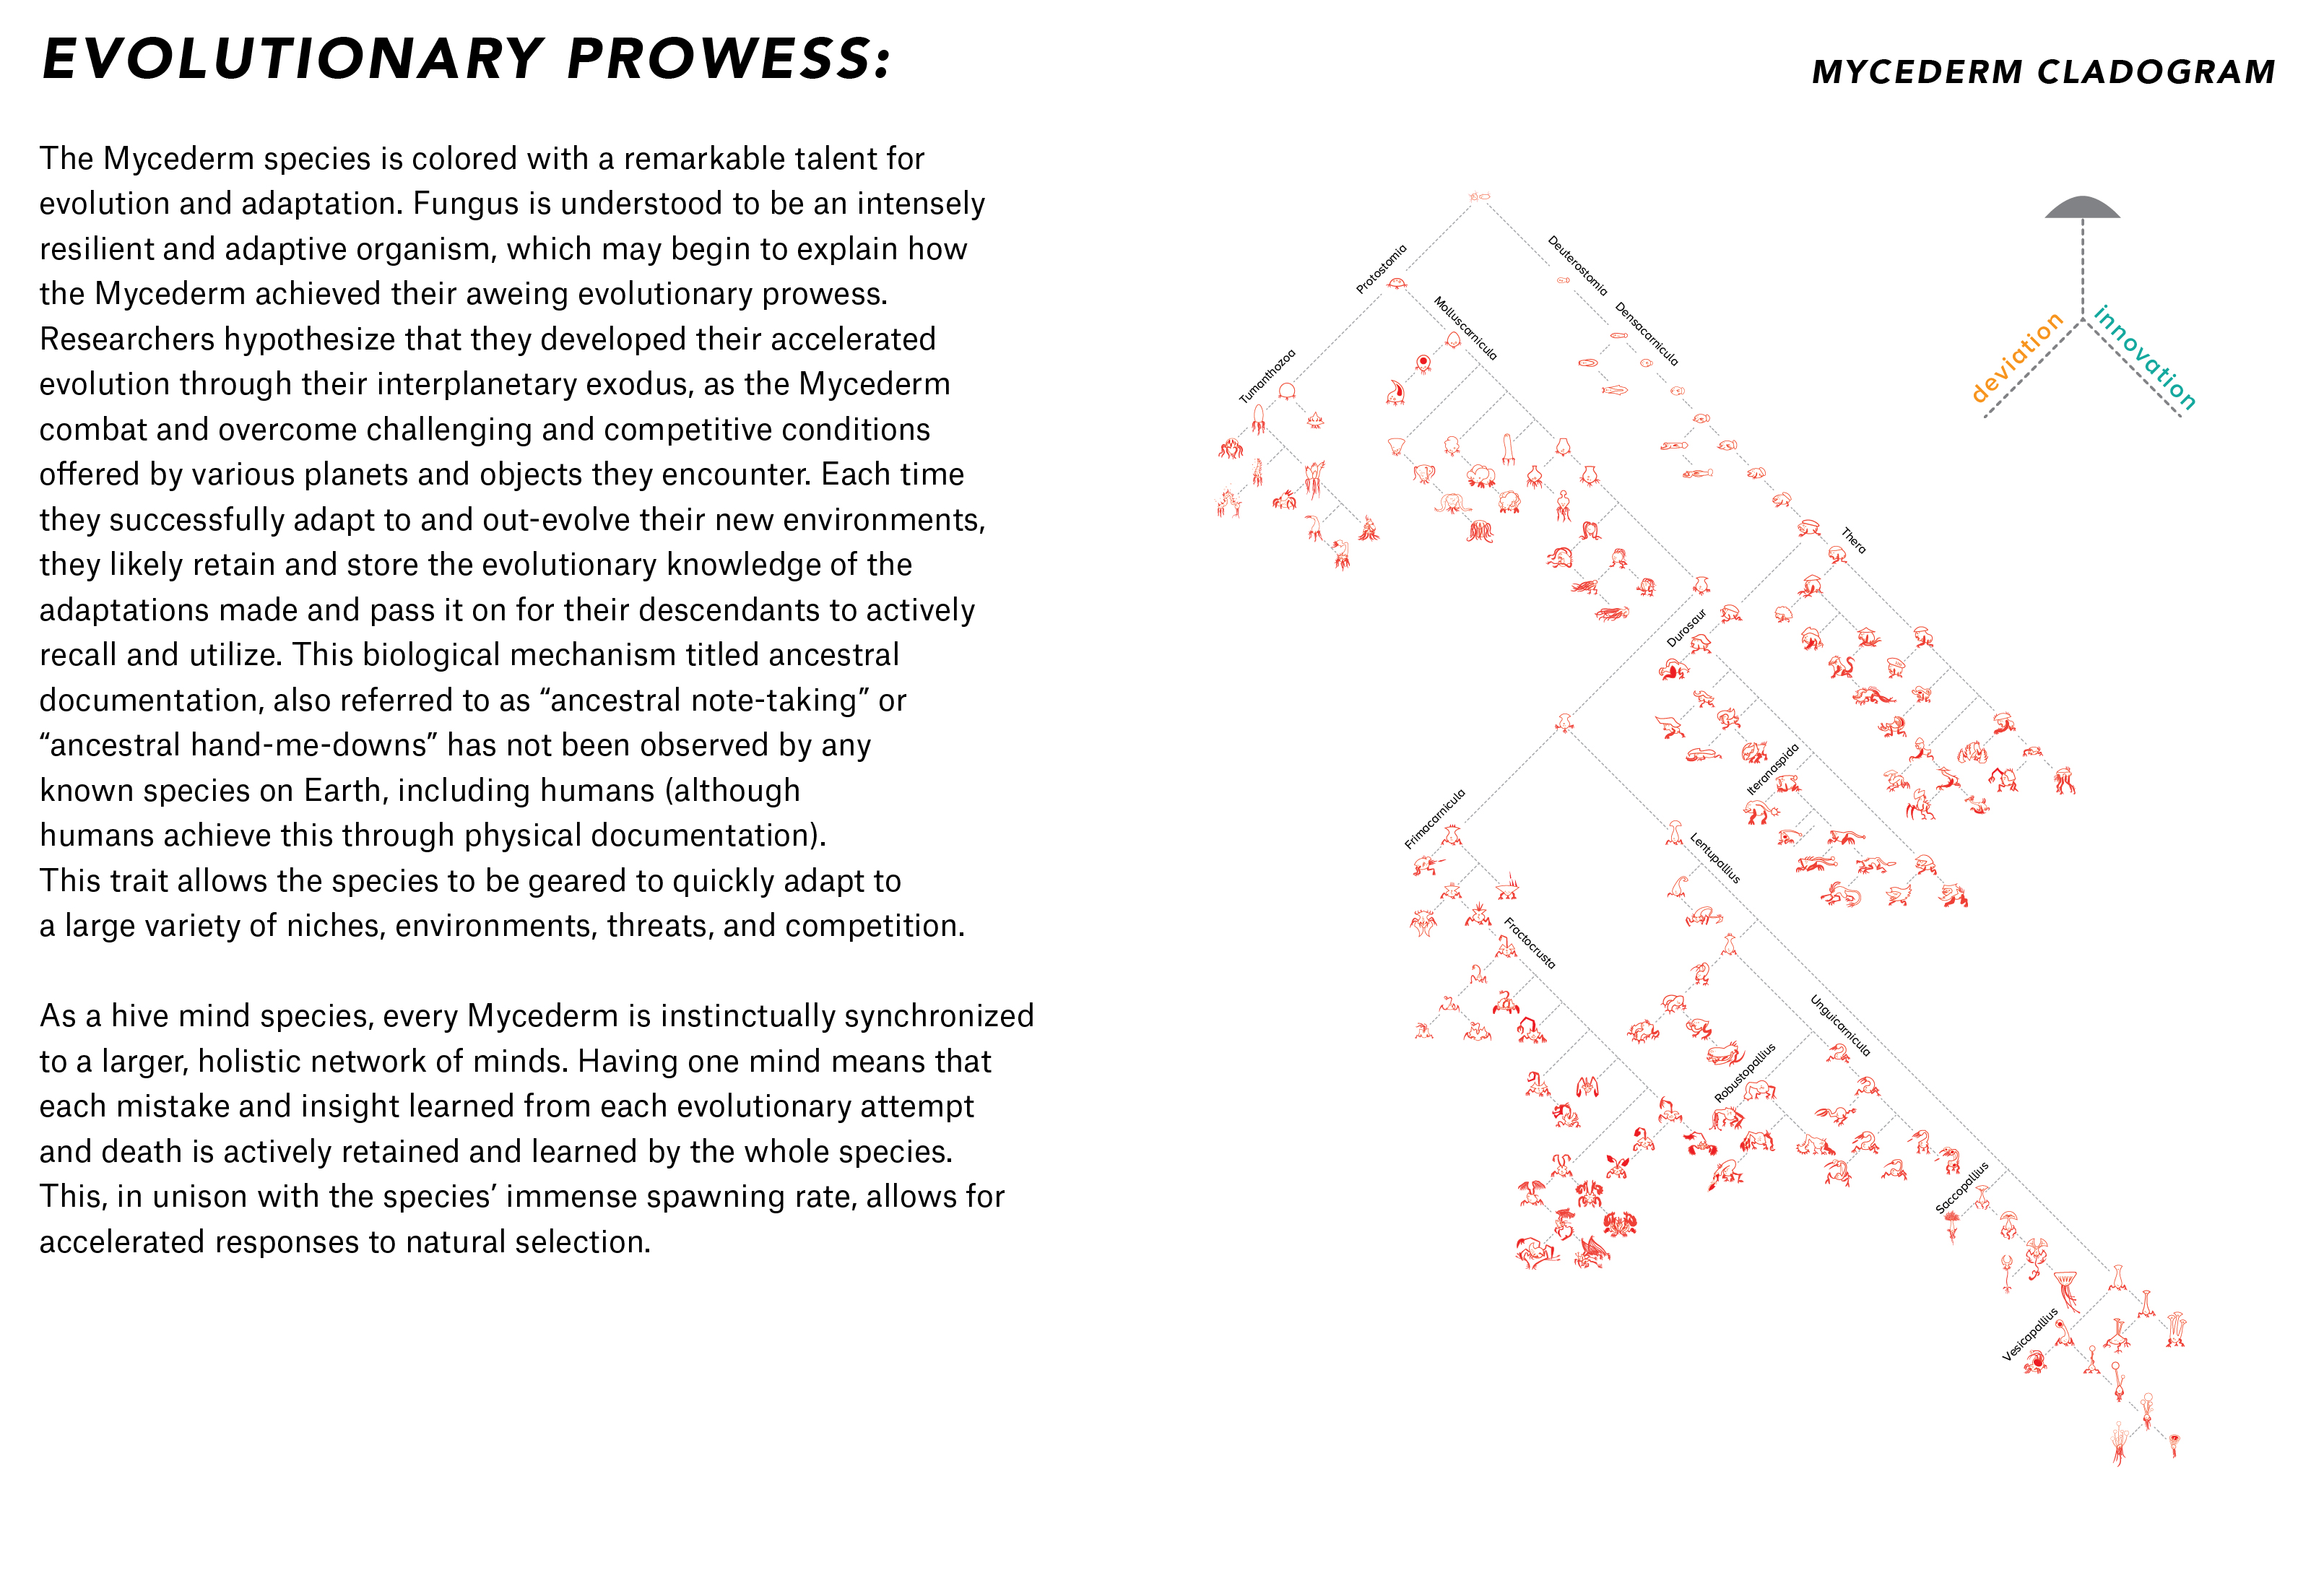 EVOLUTIONARY PROWESS:
MYCEDERM CLADOGRAM
The Mycederm species is colored with a remarkable talent for
evolution and adaptation. Fungus is understood to be an intensely
resilient and adaptive organism, which may begin to explain how
the Mycederm achieved their aweing evolutionary prowess.
Researchers hypothesize that they developed their accelerated
evolution through their interplanetary exodus, as the Mycederm
combat and overcome challenging and competitive conditions
offered by various planets and objects they encounter. Each time
they successfully adapt to and out-evolve their new environments,
they likely retain and store the evolutionary knowledge of the
adaptations made and pass it on for their descendants to actively
recall and utilize. This biological mechanism titled ancestral
documentation, also referred to as “ancestral note-taking” or
“ancestral hand-me-downs” has not been observed by any
known species on Earth, including humans (although
humans achieve this through physical documentation).
This trait allows the species to be geared to quickly adapt to
a large variety of niches, environments, threats, and competition.
As a hive mind species, every Mycederm is instinctually synchronized
to a larger, holistic network of minds. Having one mind means that
each mistake and insight learned from each evolutionary attempt
and death is actively retained and learned by the whole species.
This, in unison with the species’ immense spawning rate, allows for
accelerated responses to natural selection.
Protostomia
Deuterostomia
Molluscarnicula
Densacarnicula
Tumanthozoa
Thera
Durosaur
Iteranaspida
Frimacarnicula
Lentupallius
Fractocrusta
Unguicarnicula
Robustopallius
Saccopallius
Vesicapallius
deviation
innovation